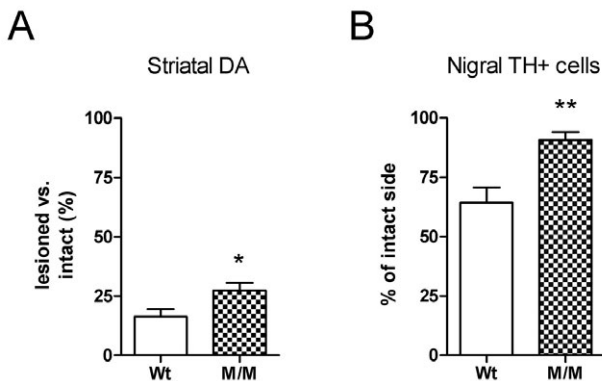 A
Striatal DA
lesioned vs.
intact (%)
100
75
50
25
0
*
Wt
M/M
B
Nigral TH+ cells
% of intact side
100
75
50
25
0
**
Wt
M/M